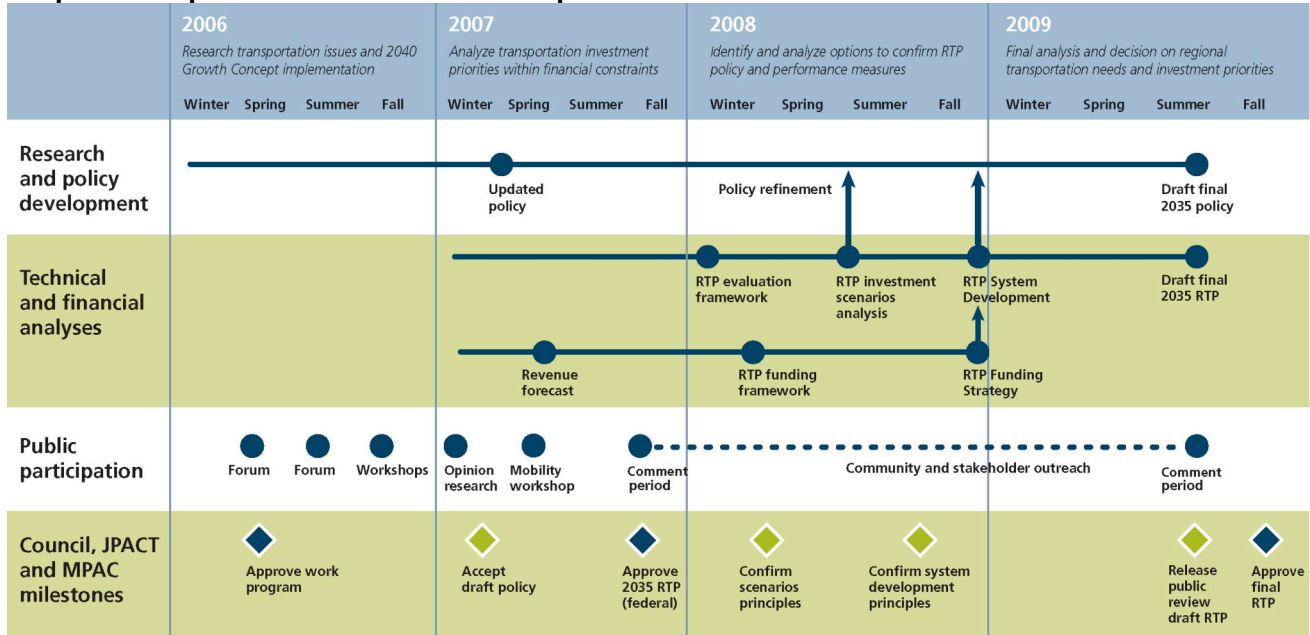 2006
Research transportation issues and 2040
Growth Concept implementation
Winter Spring Summer Fall
2007
Analyze transportation investment
priorities within financial constraints
Winter Spring Summer Fall
2008
Identify and analyze options to confirm RTP
policy and performance measures
Winter Spring Summer Fall
2009
Final analysis and decision on regional
transportation needs and investment priorities
Winter Spring Summer Fall
Research
and policy
development
Updated
policy
Policy refinement
Draft final
2035 policy
Technical
and financial
analyses
RTP evaluation
framework
RTP investment
scenarios
analysis
RTP System
Development
Draft final
2035 RTP
Revenue
forecast
RTP funding
framework
RTP Funding
Strategy
Public
participation
Forum
Forum
Workshops
Opinion
research
Mobility
workshop
Comment
period
Community and stakeholder outreach
Comment
period
Council, JPACT
and MPAC
milestones
Approve work
program
Accept
draft policy
Approve
2035 RTP
(federal)
Confirm
scenarios
principles
Confirm system
development
principles
Release
public
review
draft RTP
Approve
final
RTP